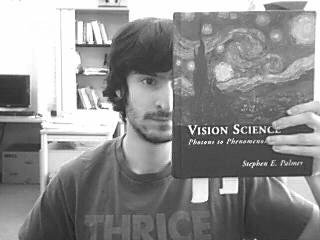 VISION SCIENCE
Photons to Phenomenology
Stephen E. Palmer
THRICE